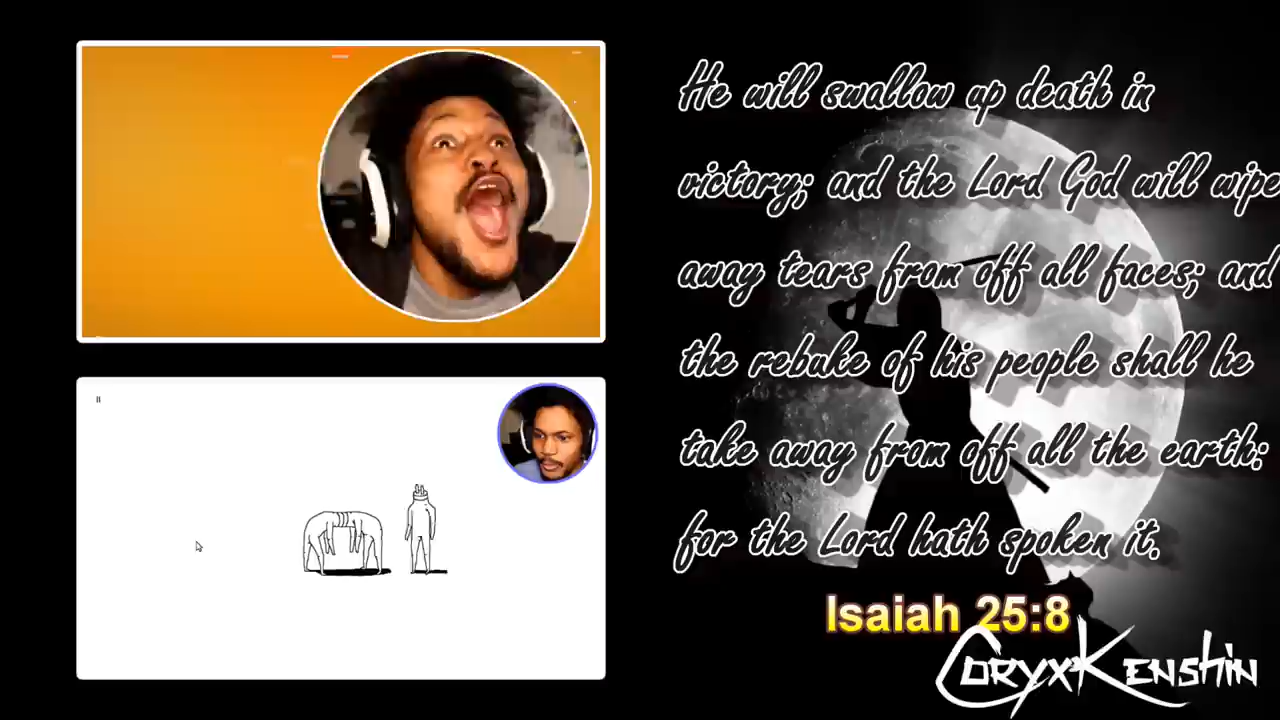 He will swallow up death in
victory; and the Lord God will wipe
away tears from off all faces; and
the rebuke of his people shall he
take away from off all the earth:
for the Lord hath spoken it.
Isaiah 25:8
CORYXKENSHIN